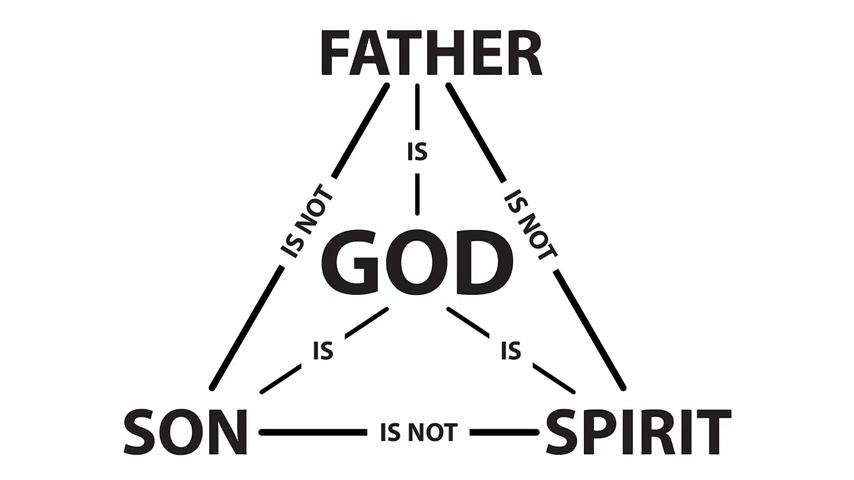 FATHER
IS
IS NOT
IS NOT
GOD
IS
IS
SON
IS NOT
SPIRIT